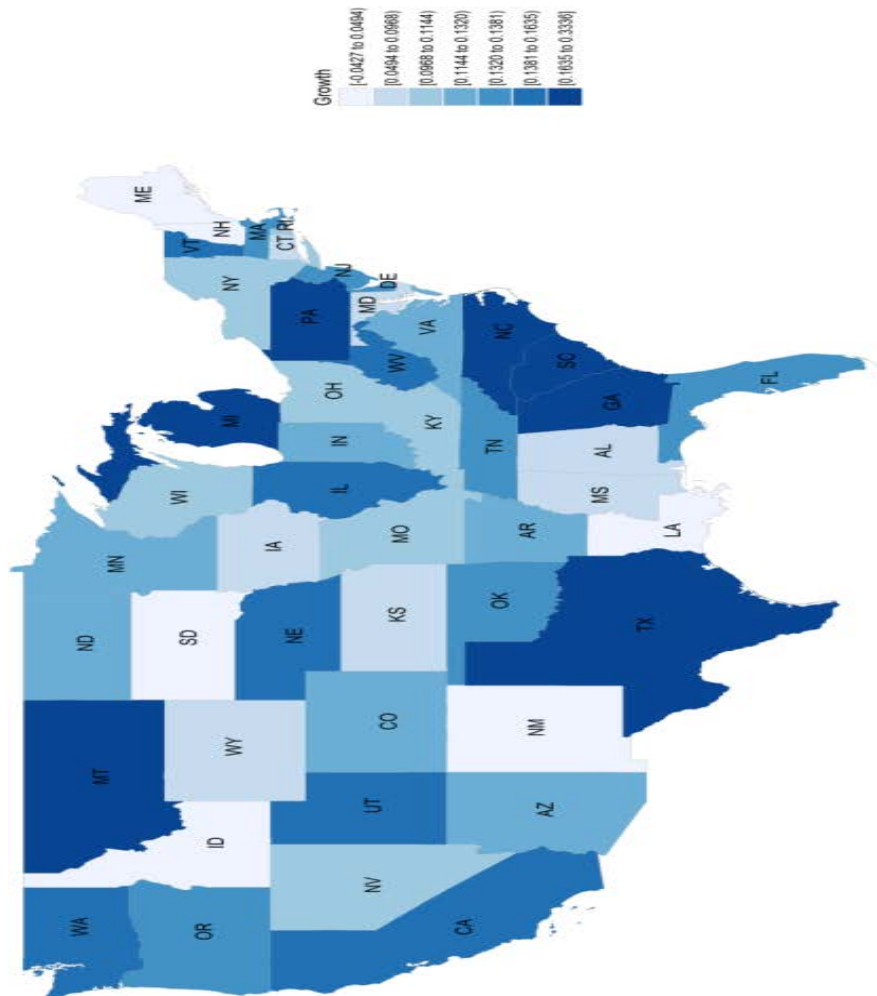 WA
MT
ND
MN
ME
WI
VT
SD
OR
ID
NH
NY
WY
MI
MA
IA
CT RI
NE
PA
IN
OH
IL
NJ
NV
UT
MD
DE
CO
KS
WV
MO
VA
KY
CA
TN
OK
NC
AR
NM
AZ
SC
MS
AL
GA
TX
LA
FL
Growth
[-0.0427 to 0.0494)
[0.0494 to 0.0968)
[0.0968 to 0.1144)
[0.1144 to 0.1320)
[0.1320 to 0.1381)
[0.1381 to 0.1635)
[0.1635 to 0.3336]